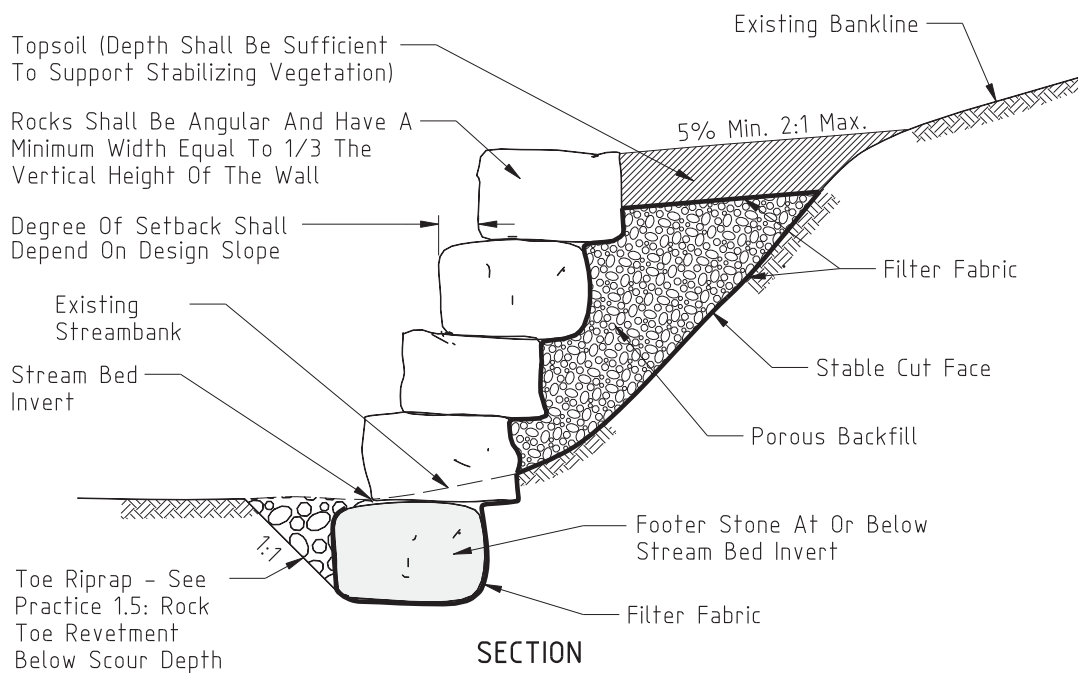 Existing Bankline
Topsoil (Depth Shall Be Sufficient
To Support Stabilizing Vegetation)
Rocks Shall Be Angular And Have A
Minimum Width Equal To 1/3 The
Vertical Height Of The Wall
5% Min. 2:1 Max.
Degree Of Setback Shall
Depend On Design Slope
Filter Fabric
Existing
Streambank
Stream Bed
Invert
Stable Cut Face
Porous Backfill
Footer Stone At Or Below
Stream Bed Invert
1:1
Toe Riprap - See
Practice 1.5: Rock
Toe Revetment
Below Scour Depth
Filter Fabric
SECTION